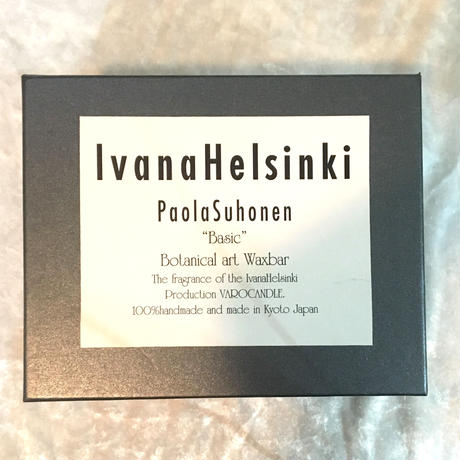 IvanaHelsinki
PaolaSuhonen
"Basic"
Botanical art Waxbar
The fragrance of the IvanaHelsinki
Production VAROCANDLE.
100%handmade and made in Kyoto Japan